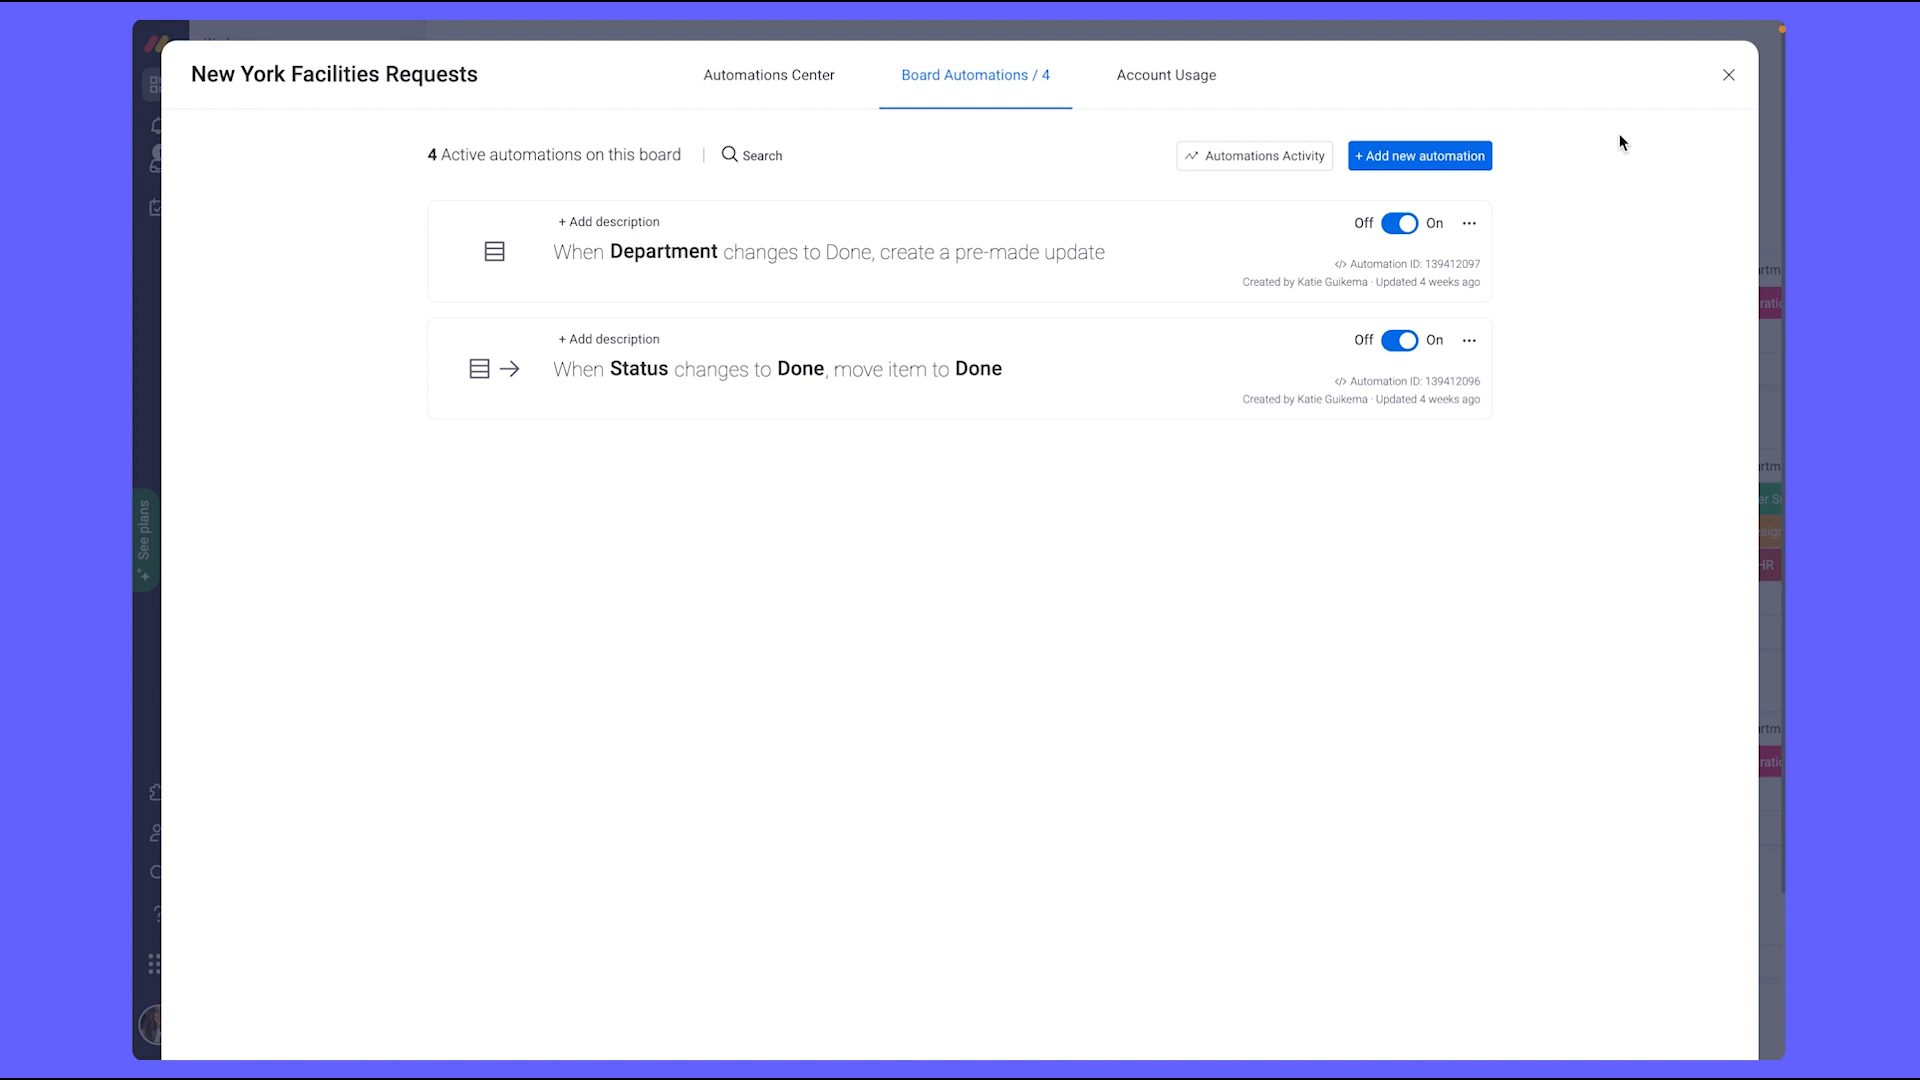 New York Facilities Requests
Automations Center
Board Automations / 4
Account Usage
4 Active automations on this board
Search
Automations Activity
+ Add new automation
+ Add description
Off On
When Department changes to Done, create a pre-made update
</> Automation ID: 139412097
Created by Katie Guikema · Updated 4 weeks ago
+ Add description
Off On
When Status changes to Done, move item to Done
</> Automation ID: 139412096
Created by Katie Guikema · Updated 4 weeks ago
See plans
HR